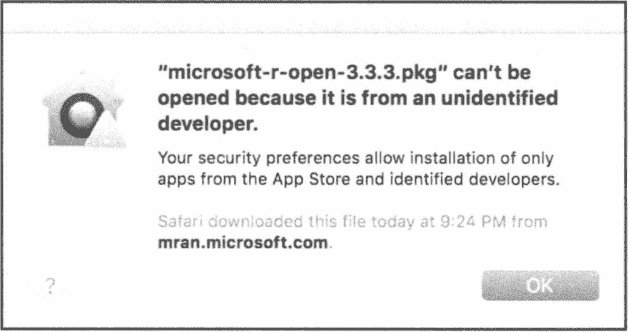 "microsoft-r-open-3.3.3.pkg" can't be
opened because it is from an unidentified
developer.
Your security preferences allow installation of only
apps from the App Store and identified developers.
Safari downloaded this file today at 9:24 PM from
mran.microsoft.com.
?
OK